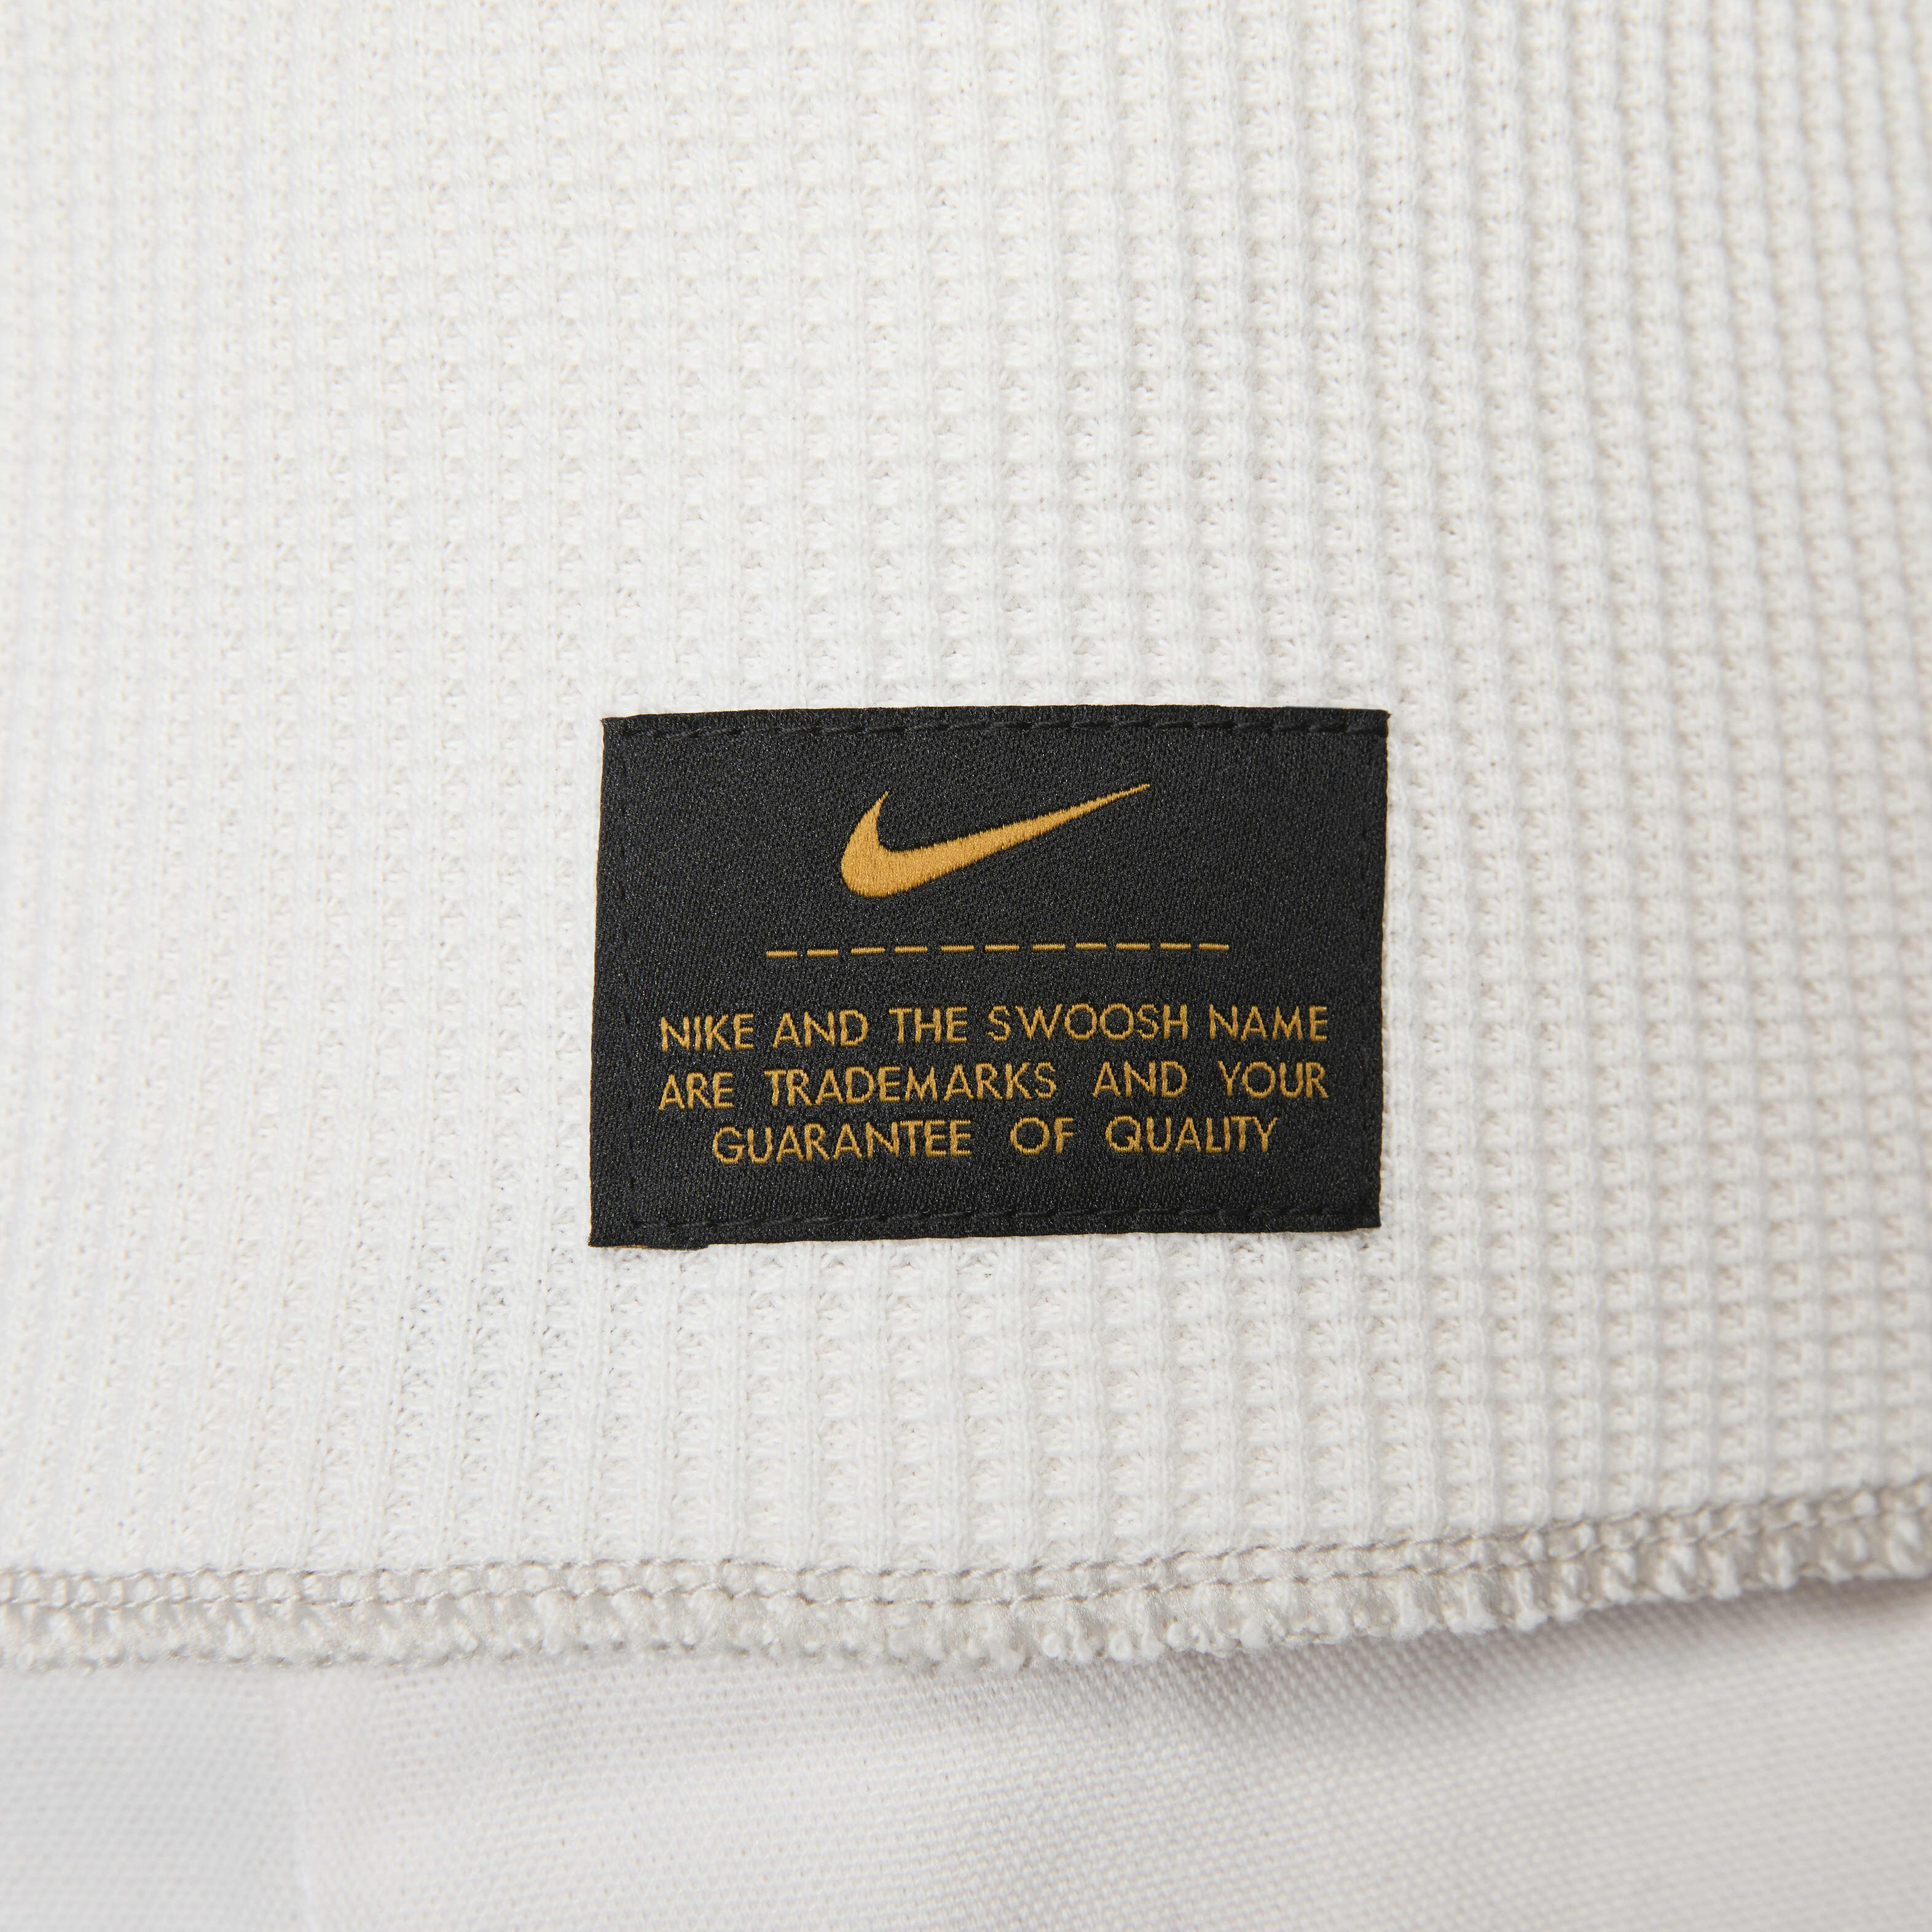 NIKE AND THE SWOOSH NAME
ARE TRADEMARKS AND YOUR
GUARANTEE OF QUALITY